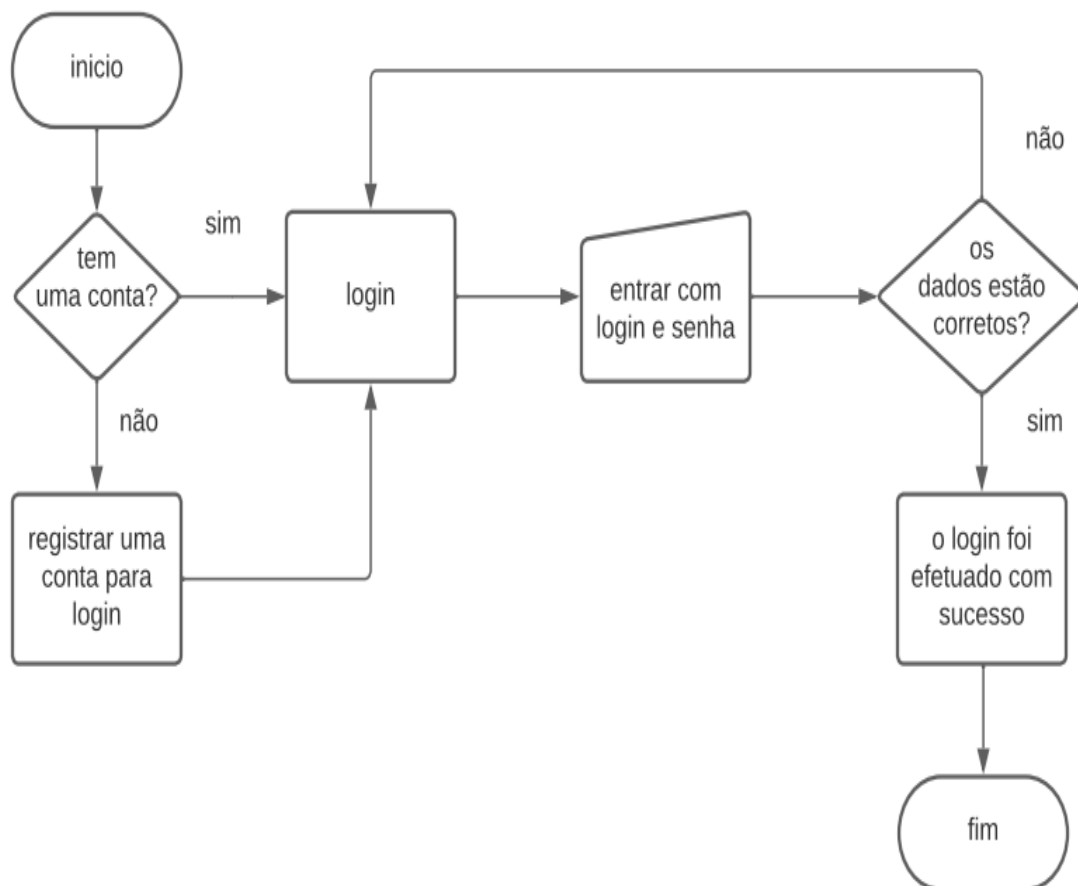 inicio
não
sim
tem
uma conta?
login
entrar com
login e senha
os
dados estão
corretos?
não
sim
registrar uma
conta para
login
o login foi
efetuado com
sucesso
fim